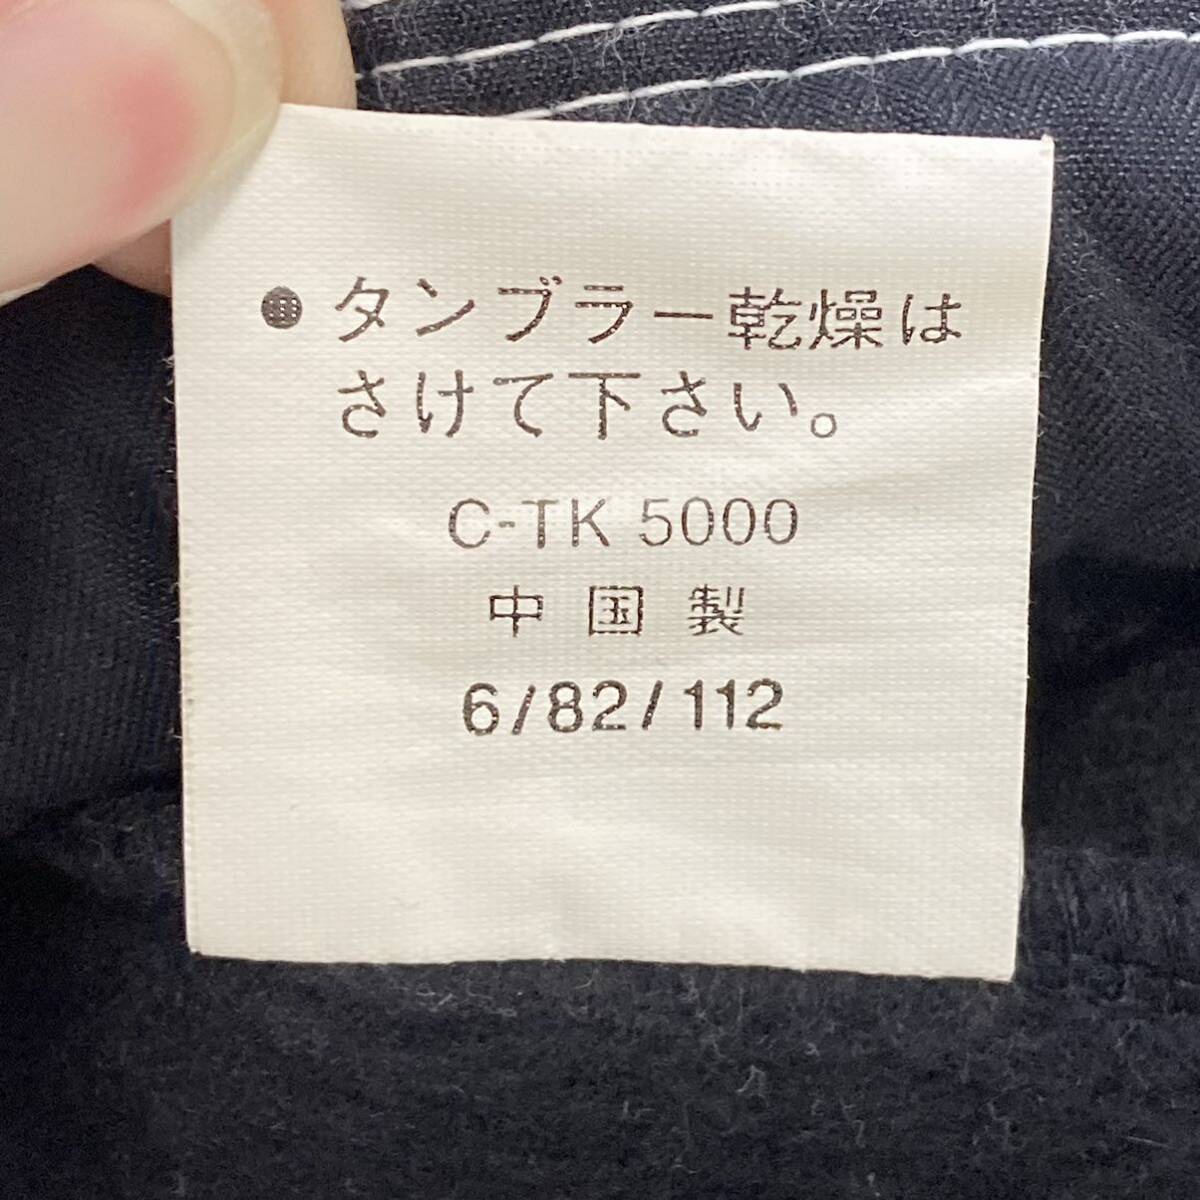 ●タンブラー乾燥は
さけて下さい。
C-TK 5000
中国製
6/82/112